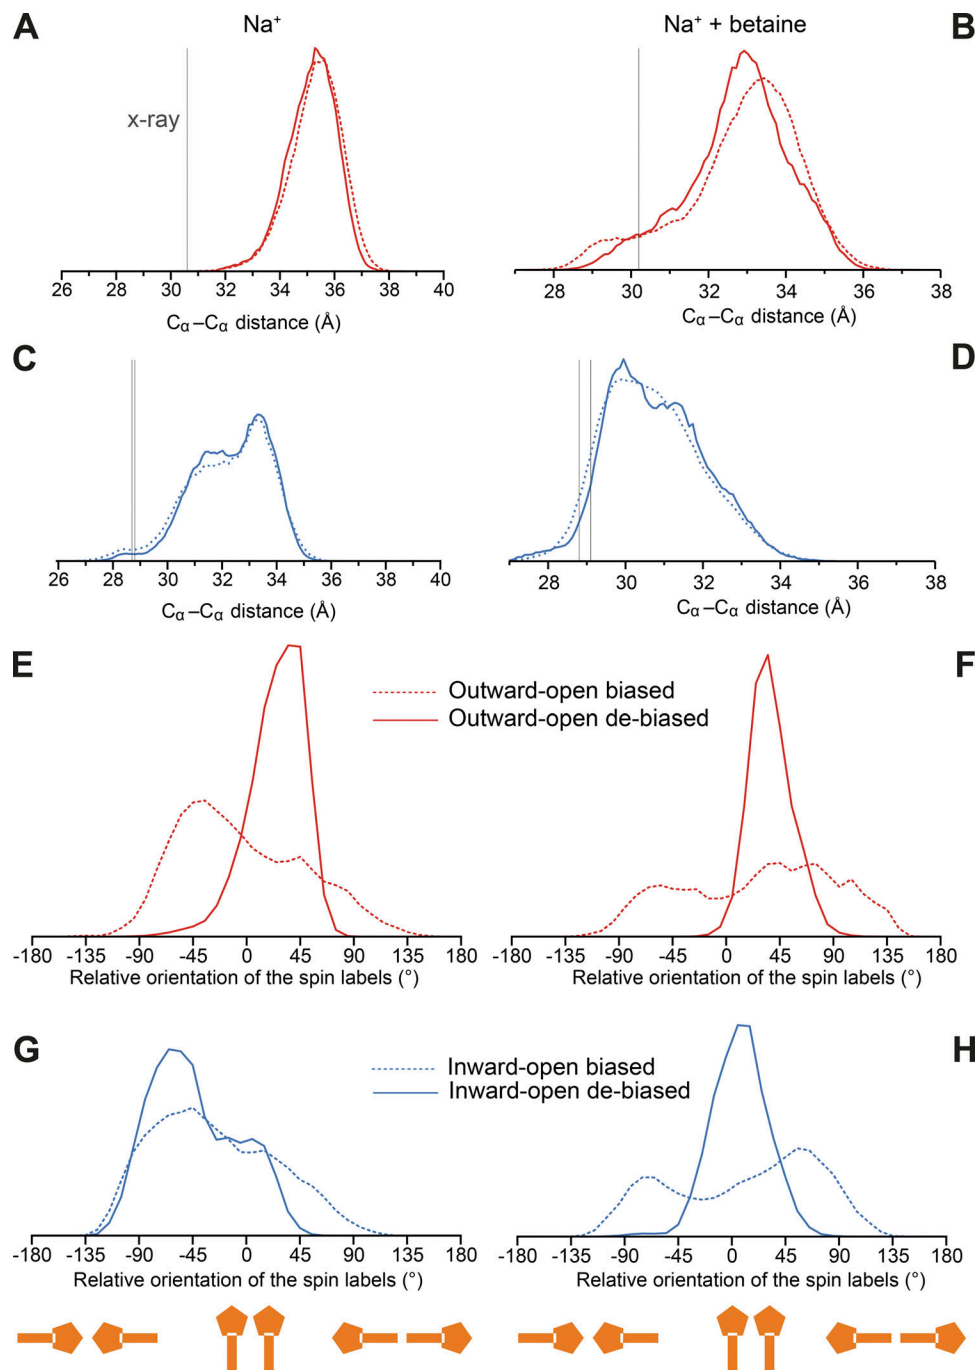 A
Na⁺
Na⁺ + betaine
B
x-ray
26 28 30 32 34 36 38 40
Cα–Cα distance (Å)
28 30 32 34 36 38
Cα–Cα distance (Å)
C
D
26 28 30 32 34 36 38 40
Cα–Cα distance (Å)
28 30 32 34 36 38
Cα–Cα distance (Å)
E
F
Outward-open biased
Outward-open de-biased
-180 -135 -90 -45 0 45 90 135 180
Relative orientation of the spin labels (°)
-180 -135 -90 -45 0 45 90 135 180
Relative orientation of the spin labels (°)
G
H
Inward-open biased
Inward-open de-biased
-180 -135 -90 -45 0 45 90 135 180
Relative orientation of the spin labels (°)
-180 -135 -90 -45 0 45 90 135 180
Relative orientation of the spin labels (°)